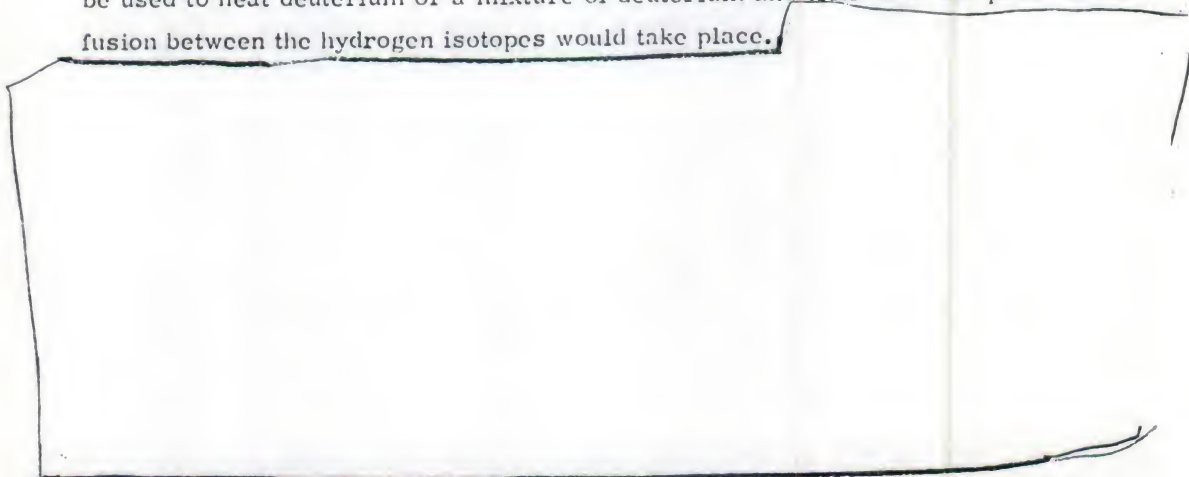 be used to heat deuterium or a mixture of deuterium
fusion between the hydrogen isotopes would take place.